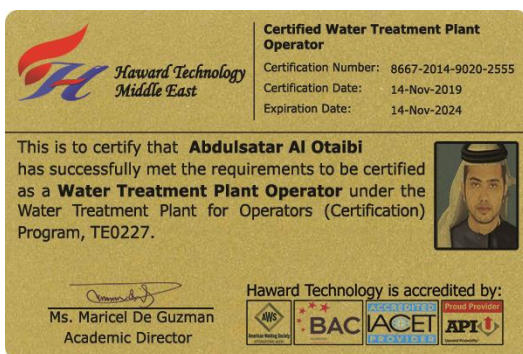 Haward Technology
Middle East
Certified Water Treatment Plant
Operator
Certification Number: 8667-2014-9020-2555
Certification Date: 14-Nov-2019
Expiration Date: 14-Nov-2024
This is to certify that Abdulsatar Al Otaibi
has successfully met the requirements to be certified
as a Water Treatment Plant Operator under the
Water Treatment Plant for Operators (Certification)
Program, TE0227.
Ms. Maricel De Guzman
Academic Director
Haward Technology is accredited by:
AWS
American Welding Society
BAC
ACCREDITED
IACET
PROVIDER
Proud Provider
API-U